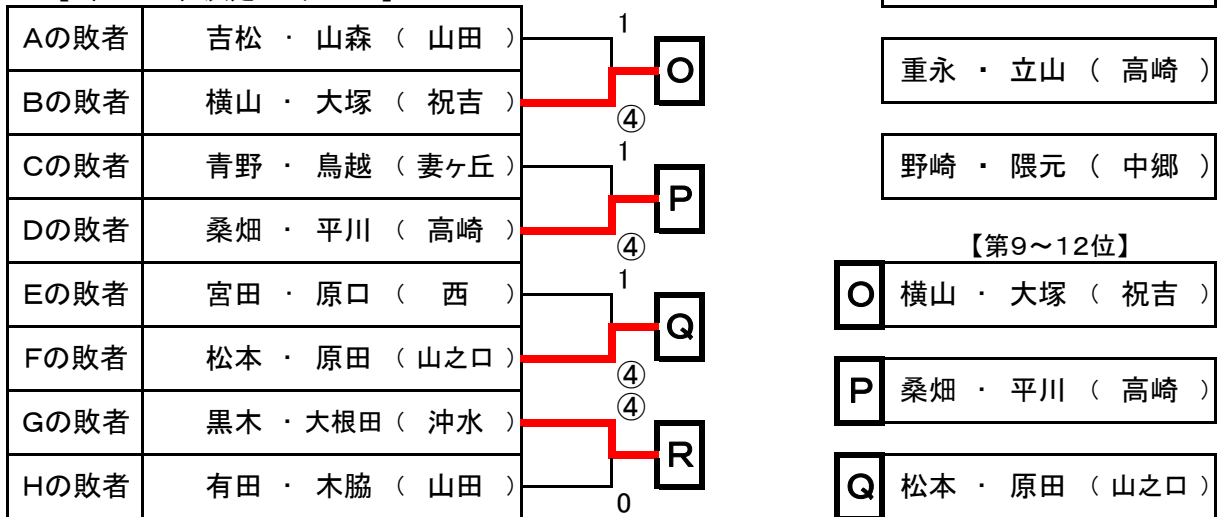 Aの敗者 吉松 ・ 山森 （ 山田 ）
1
O
Bの敗者 横山 ・ 大塚 （ 祝吉 ）
④
Cの敗者 青野 ・ 鳥越 （ 妻ヶ丘 ）
1
P
Dの敗者 桑畑 ・ 平川 （ 高崎 ）
④
Eの敗者 宮田 ・ 原口 （ 西 ）
1
Q
Fの敗者 松本 ・ 原田 （ 山之口 ）
④
Gの敗者 黒木 ・ 大根田 （ 沖水 ）
④
R
Hの敗者 有田 ・ 木脇 （ 山田 ）
0
重永 ・ 立山 （ 高崎 ）
野崎 ・ 隈元 （ 中郷 ）
【第9～12位】
O 横山 ・ 大塚 （ 祝吉 ）
P 桑畑 ・ 平川 （ 高崎 ）
Q 松本 ・ 原田 （ 山之口 ）